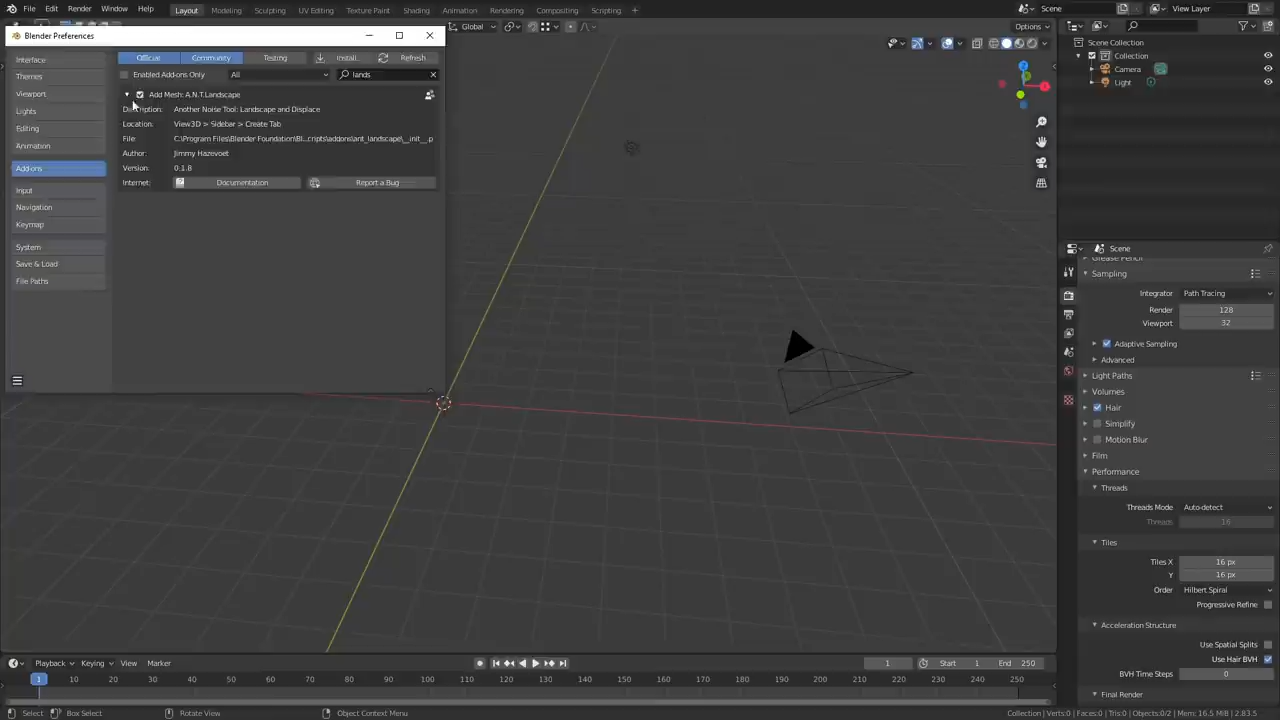 File Edit Render Window Help Layout Modeling Sculpting UV Editing Texture Paint Shading Animation Rendering Compositing Scripting + Scene View Layer
Blender Preferences
Global
Options
Interface
Themes
Viewport
Lights
Editing
Animation
Add-ons
Input
Navigation
Keymap
System
Save & Load
File Paths
Official Community Testing Install... Refresh
Enabled Add-ons Only All lands
Add Mesh: A.N.T.Landscape
Description: Another Noise Tool: Landscape and Displace
Location: View3D > Sidebar > Create Tab
File: C:\Program Files\Blender Foundation\Bl...cripts\addons\ant_landscape\__init__.p
Author: Jimmy Hazevoet
Version: 0.1.8
Internet: Documentation Report a Bug
Z
X
Scene Collection
Collection
Camera
Light
Scene
Grease Pencil
Sampling
Integrator Path Tracing
Render 128
Viewport 32
Adaptive Sampling
Advanced
Light Paths
Volumes
Hair
Simplify
Motion Blur
Film
Performance
Threads
Threads Mode Auto-detect
Threads 16
Tiles
Tiles X 16 px
Y 16 px
Order Hilbert Spiral
Progressive Refine
Acceleration Structure
Use Spatial Splits
Use Hair BVH
BVH Time Steps 0
Final Render
Playback Keying View Marker 1 Start 1 End 250
1 10 20 30 40 50 60 70 80 90 100 110 120 130 140 150 160 170 180 190 200 210 220 230 240 250
Select Box Select Rotate View Object Context Menu Collection | Verts:0 | Faces:0 | Tris:0 | Objects:0/2 | Mem: 16.5 MiB | 2.83.5